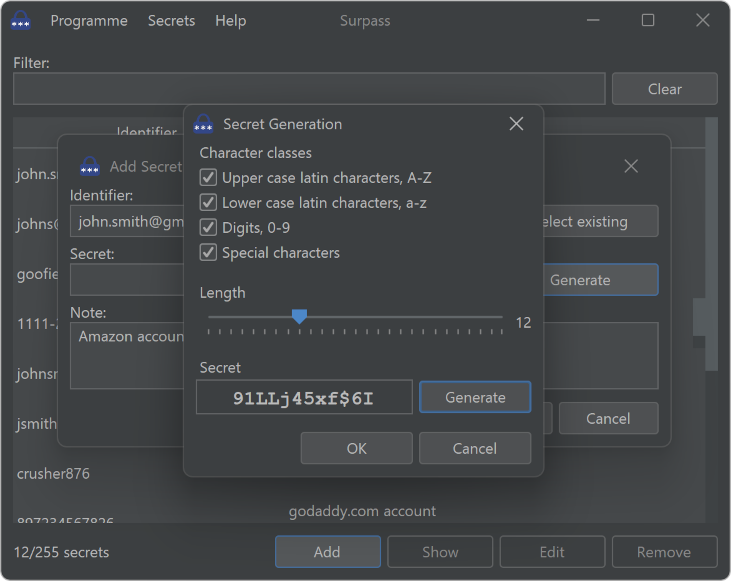 Programme Secrets Help Surpass
Filter:
Clear
Identifier
Secret Generation
Character classes
Upper case latin characters, A-Z
Lower case latin characters, a-z
Digits, 0-9
Special characters
Length
12
Secret
91LLj45xf$6I Generate
OK Cancel
Add Secret
Identifier:
john.smith@gm
elect existing
Secret:
Generate
Note:
Amazon accoun
Cancel
john.s
johns@
goofie
1111-
johnsr
jsmith
crusher876
897234567826
godaddy.com account
12/255 secrets Add Show Edit Remove